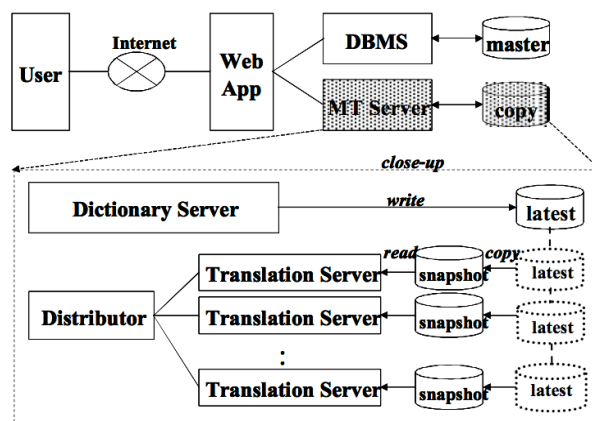 Internet
User
Web
App
DBMS
master
MT Server
copy
close-up
Dictionary Server
write
latest
read
copy
Translation Server
snapshot
latest
Distributor
Translation Server
snapshot
latest
:
Translation Server
snapshot
latest